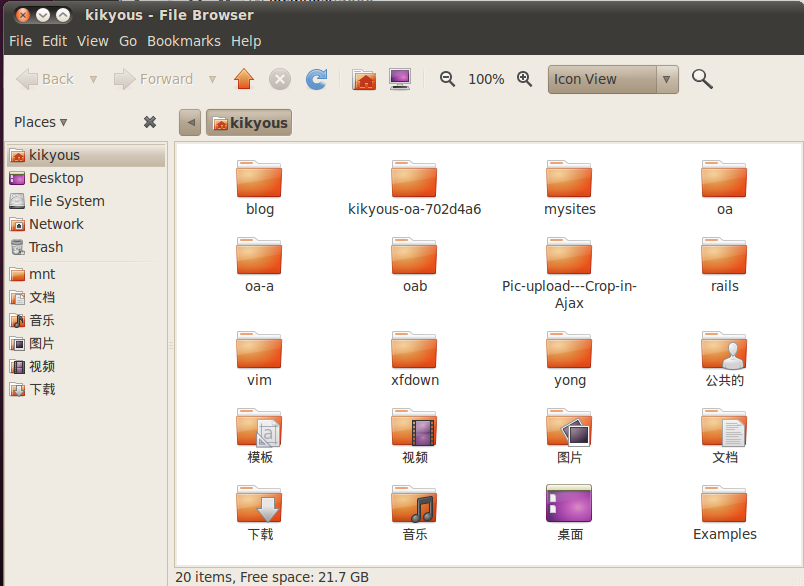 kikyous - File Browser
File Edit View Go Bookmarks Help
Back Forward 100% Icon View
Places kikyous
kikyous
Desktop
File System
Network
Trash
mnt
文档
音乐
图片
视频
下载
blog kikyous-oa-702d4a6 mysites oa
oa-a oab Pic-upload---Crop-in- rails
Ajax
vim xfdown yong 公共的
模板 视频 图片 文档
下载 音乐 桌面 Examples
20 items, Free space: 21.7 GB